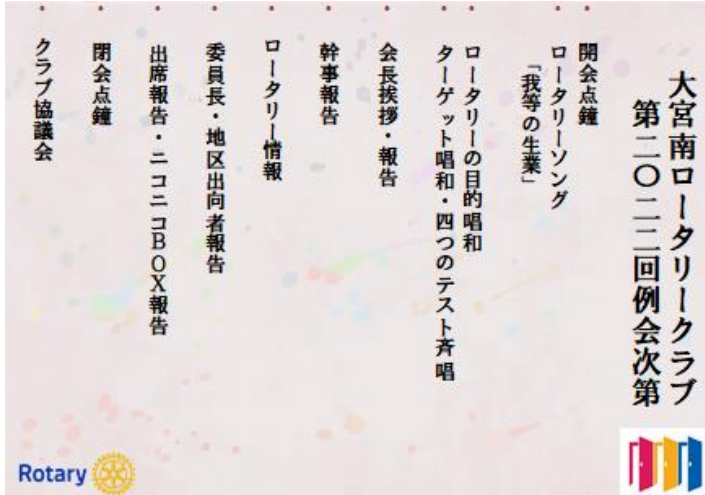 大宮南ロータリークラブ
第二〇二二回例会次第
開会点鐘
ロータリーソング
「我等の生業」
ロータリーの目的唱和
ターゲット唱和・四つのテスト斉唱
会長挨拶・報告
幹事報告
ロータリー情報
委員長・地区出向者報告
出席報告・ニコニコBOX報告
閉会点鐘
クラブ協議会
Rotary